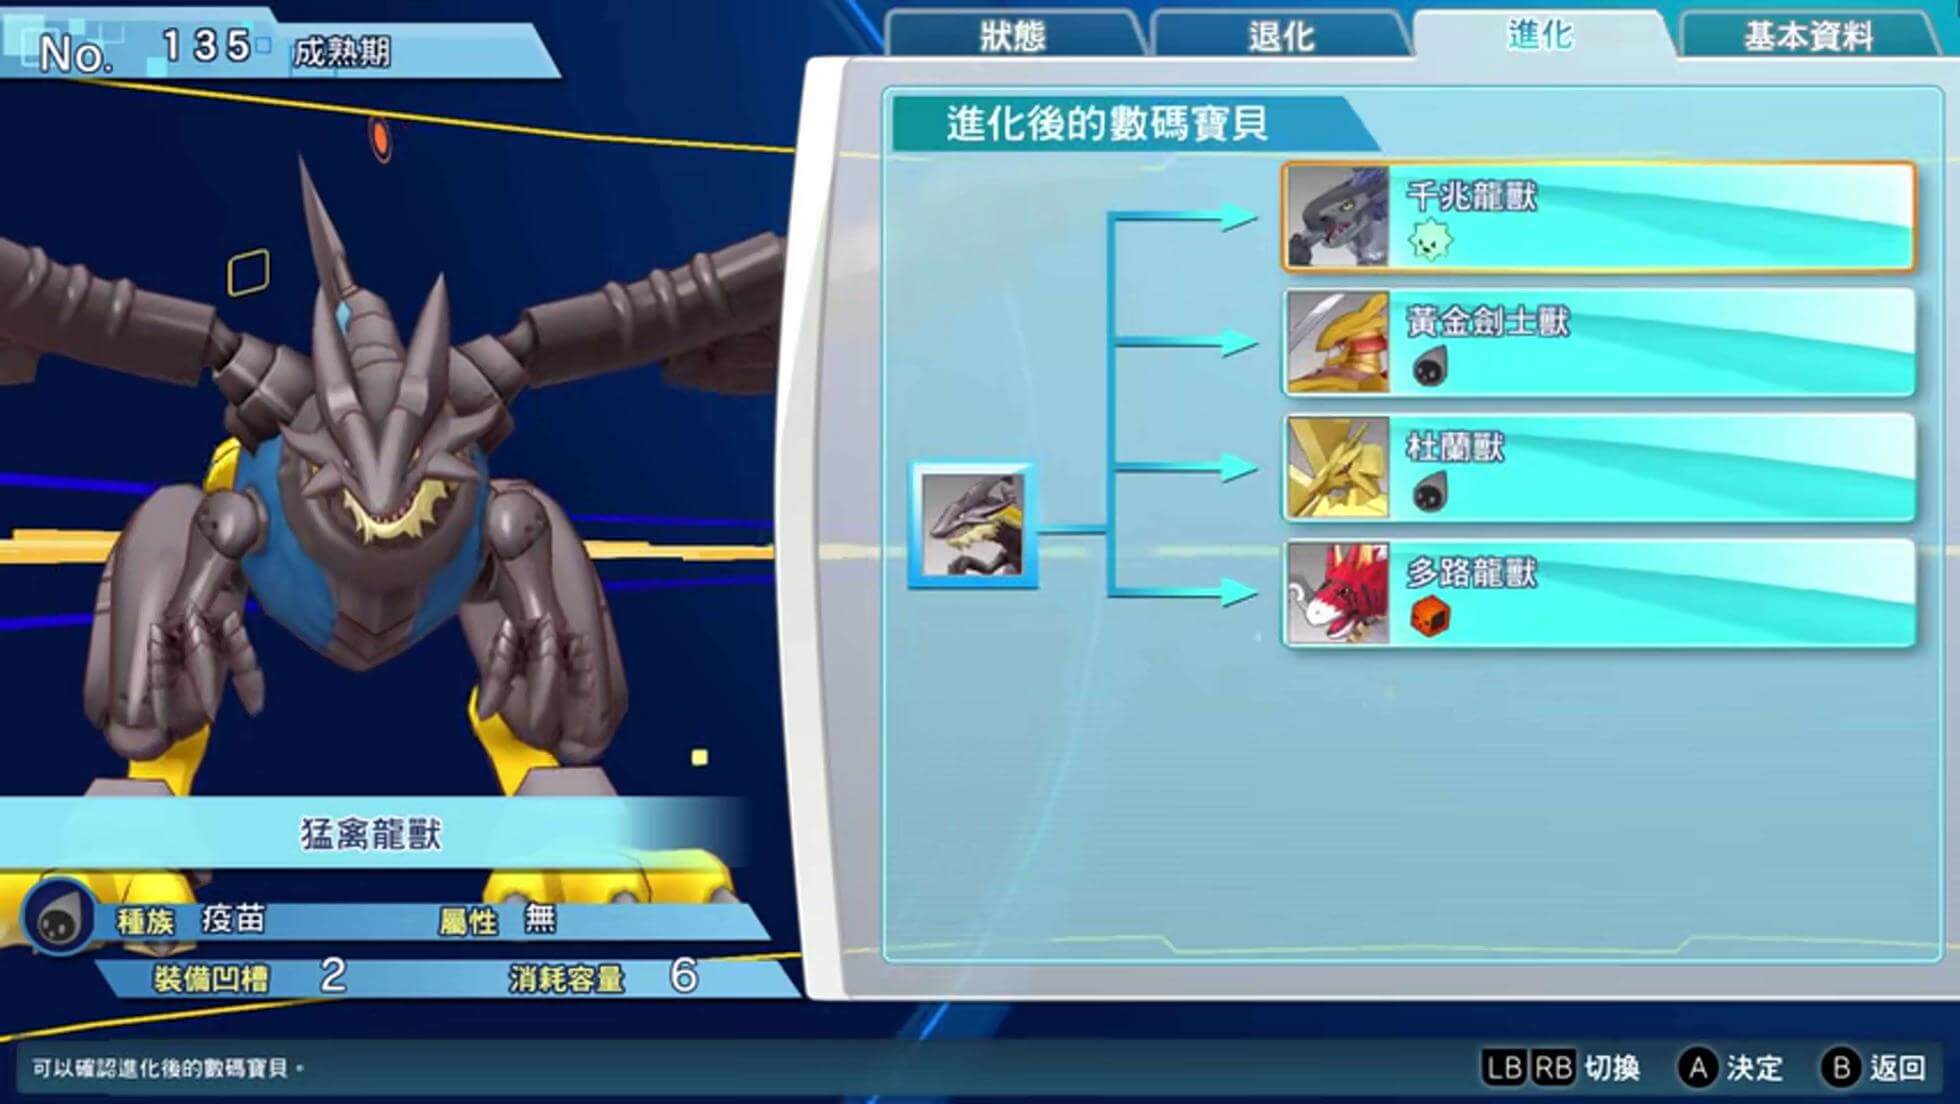 No. 135 成熟期
狀態 退化 進化 基本資料
進化後的數碼寶貝
千兆龍獸
黃金劍士獸
杜蘭獸
多路龍獸
猛禽龍獸
種族 疫苗 屬性 無
裝備凹槽 2 消耗容量 6
可以確認進化後的數碼寶貝。
LB RB 切換 A 決定 B 返回